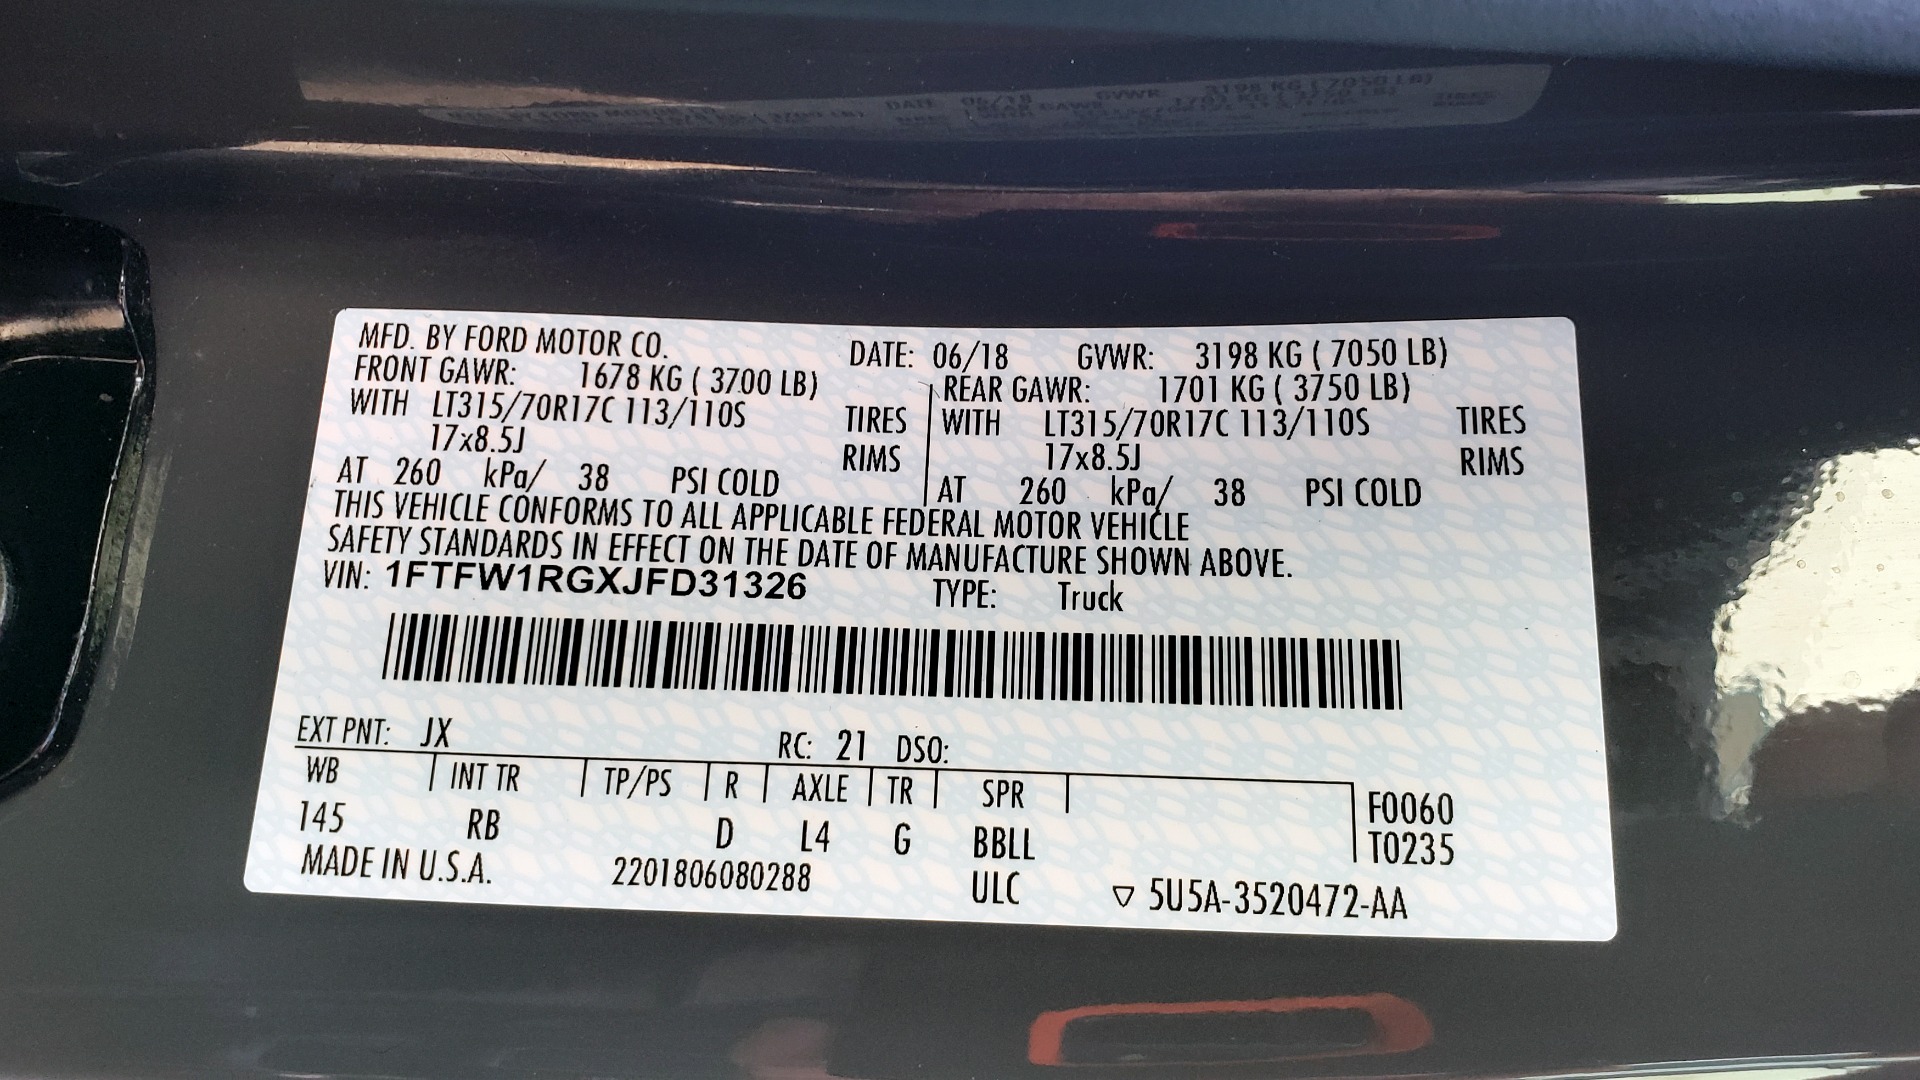 MFD. BY FORD MOTOR CO. DATE: 06/18 GVWR: 3198 KG ( 7050 LB)
FRONT GAWR: 1678 KG ( 3700 LB) REAR GAWR: 1701 KG ( 3750 LB)
WITH LT315/70R17C 113/110S TIRES WITH LT315/70R17C 113/110S TIRES
17x8.5J RIMS 17x8.5J RIMS
AT 260 kPa/ 38 PSI COLD AT 260 kPa/ 38 PSI COLD
THIS VEHICLE CONFORMS TO ALL APPLICABLE FEDERAL MOTOR VEHICLE
SAFETY STANDARDS IN EFFECT ON THE DATE OF MANUFACTURE SHOWN ABOVE.
VIN: 1FTFW1RGXJFD31326 TYPE: Truck
EXT PNT: JX RC: 21 DSO:
WB INT TR TP/PS R AXLE TR SPR F0060
145 RB D L4 G BBLL T0235
MADE IN U.S.A. 2201806080288 ULC ▽ 5U5A-3520472-AA